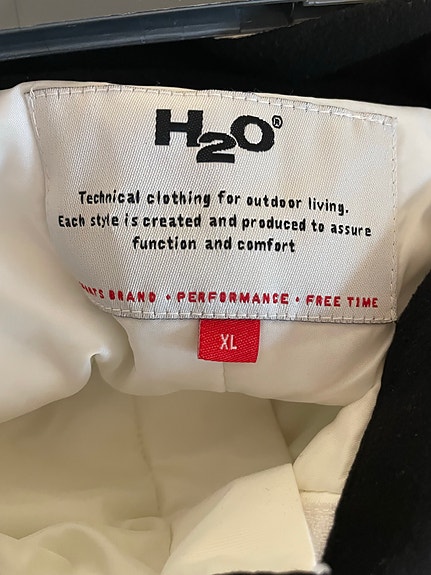 H2O®
Technical clothing for outdoor living.
Each style is created and produced to assure
function and comfort
BRAND • PERFORMANCE • FREE TIME
XL